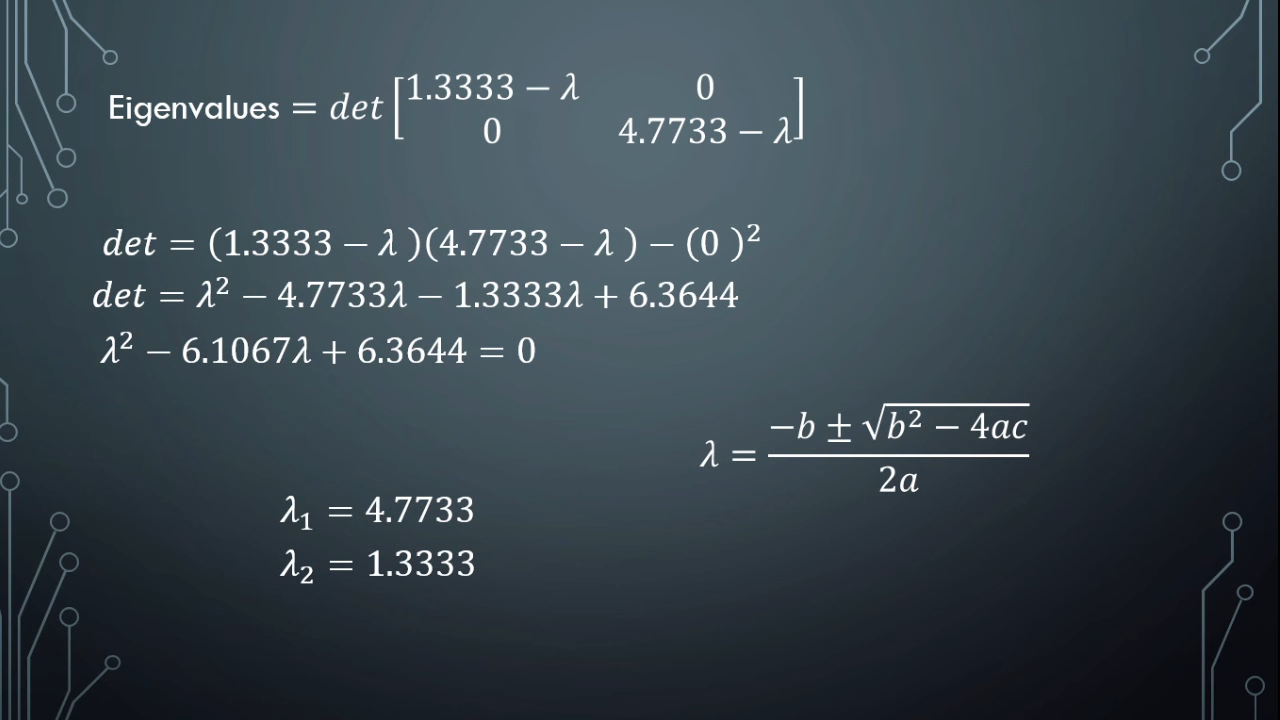 Eigenvalues = det [1.3333 − λ 0
0 4.7733 − λ]
det = (1.3333 − λ )(4.7733 − λ ) − (0 )²
det = λ² − 4.7733λ − 1.3333λ + 6.3644
λ² − 6.1067λ + 6.3644 = 0
λ = −b ± √b² − 4ac
2a
λ₁ = 4.7733
λ₂ = 1.3333